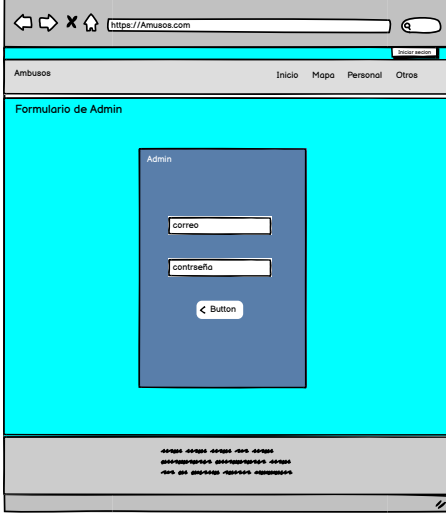 https://Amusos.com
Iniciar secion
Ambusos Inicio Mapa Personal Otros
Formulario de Admin
Admin
correo
contrseña
Button